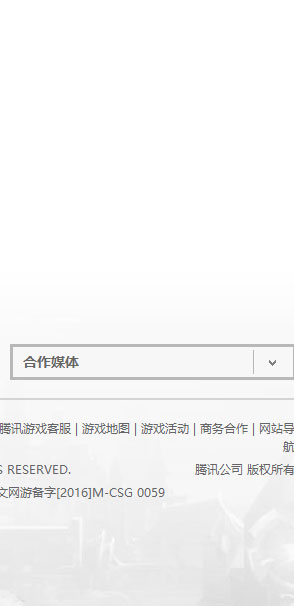 合作媒体
腾讯游戏客服 | 游戏地图 | 游戏活动 | 商务合作 | 网站导
航
S RESERVED. 腾讯公司 版权所有
文网游备字[2016]M-CSG 0059